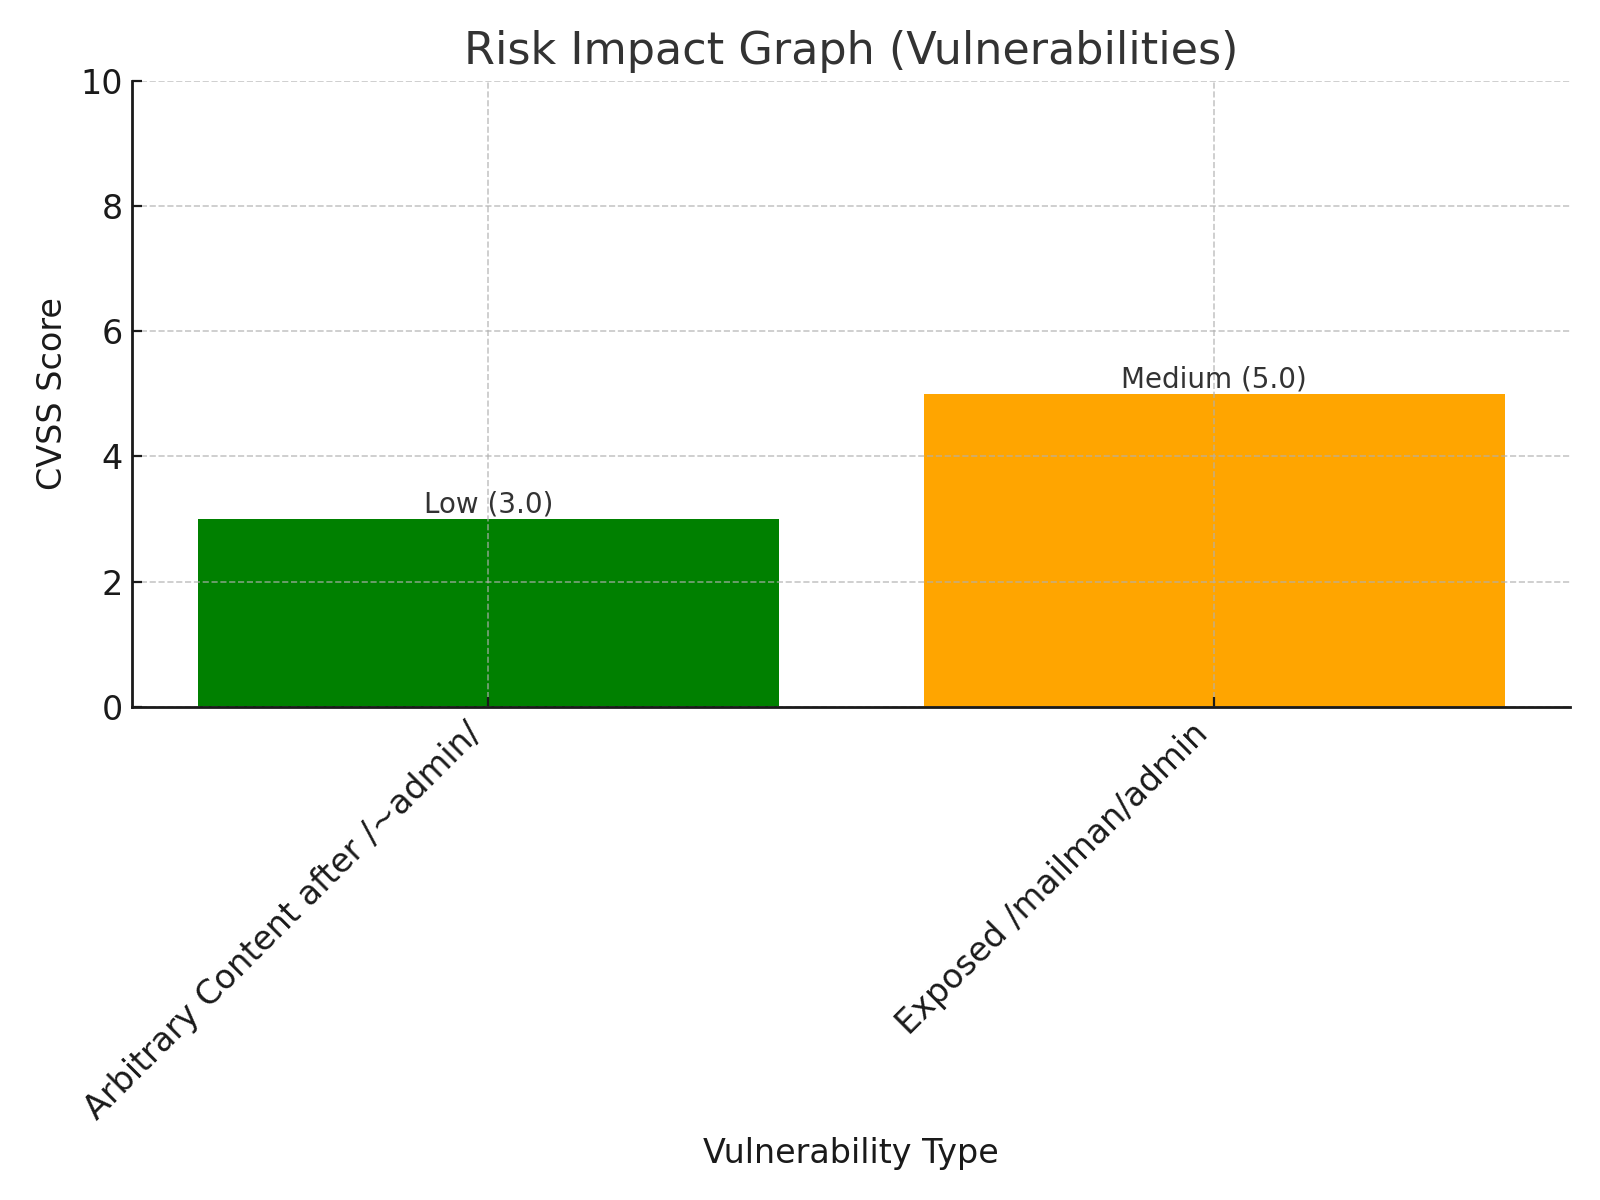 Risk Impact Graph (Vulnerabilities)
10
8
6
4
2
0
CVSS Score
Low (3.0)
Medium (5.0)
Arbitrary Content after /~admin/
Exposed /mailman/admin
Vulnerability Type